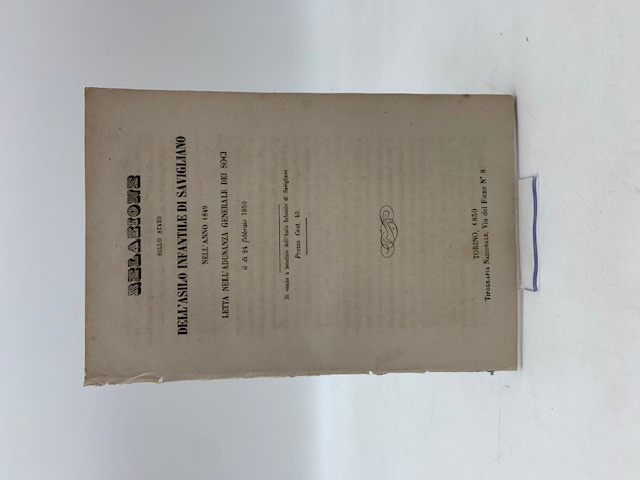 RELAZIONE
SULLO STATO
DELL'ASILO INFANTILE DI SAVIGLIANO
NELL'ANNO 1849
LETTA NELL'ADUNANZA GENERALE DEI SOCI
il dì 24 febbraio 1850
Si vende a benefizio dell'Asilo Infantile di Savigliano
Prezzo Cent. 40.
TORINO, 1850
TIPOGRAFIA NAZIONALE, Via del Fieno N° 8